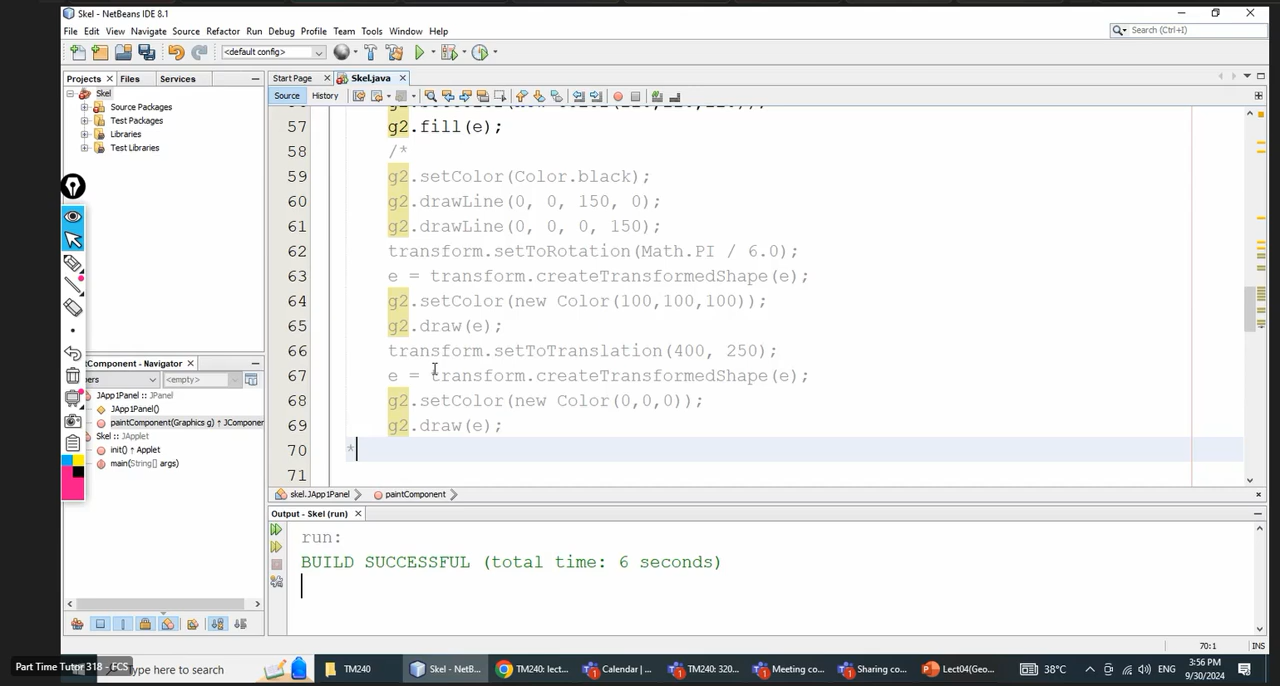 Skel - NetBeans IDE 8.1
File Edit View Navigate Source Refactor Run Debug Profile Team Tools Window Help
Search (Ctrl+I)
<default config>
Projects Files Services
Start Page Skel.java
Source History
Skel
Source Packages
Test Packages
Libraries
Test Libraries
57 g2.fill(e);
58 /*
59 g2.setColor(Color.black);
60 g2.drawLine(0, 0, 150, 0);
61 g2.drawLine(0, 0, 0, 150);
62 transform.setToRotation(Math.PI / 6.0);
63 e = transform.createTransformedShape(e);
64 g2.setColor(new Color(100,100,100));
65 g2.draw(e);
66 transform.setToTranslation(400, 250);
67 e = transform.createTransformedShape(e);
68 g2.setColor(new Color(0,0,0));
69 g2.draw(e);
70 *
71
tComponent - Navigator
<empty>
JApp1Panel :: JPanel
JApp1Panel()
paintComponent(Graphics g) ↑ JComponer
Skel :: JApplet
init() ↑ Applet
main(String[] args)
skel.JApp1Panel paintComponent
Output - Skel (run)
run:
BUILD SUCCESSFUL (total time: 6 seconds)
70:1 INS
Part Time Tutor 318 - FCS
Type here to search
TM240
Skel - NetB...
TM240: lect...
Calendar | ...
TM240: 320...
Meeting co...
Sharing co...
Lect04(Geo...
38°C
ENG
3:56 PM
9/30/2024